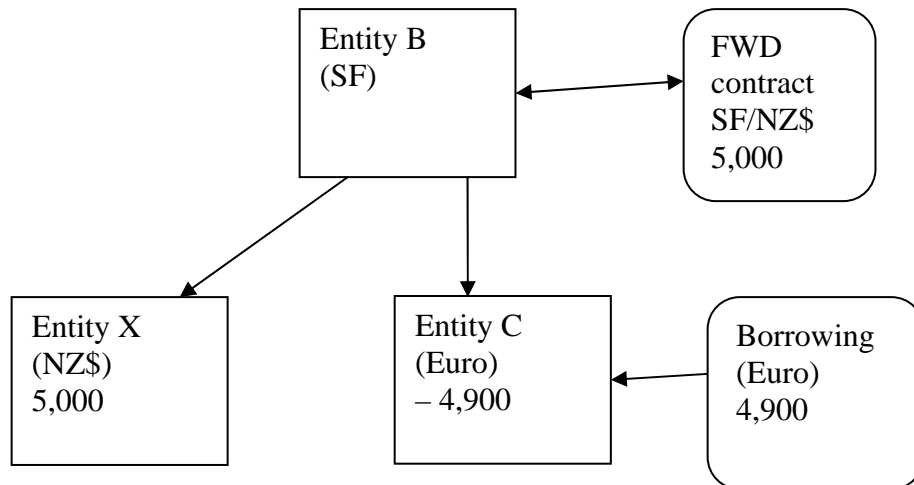 Entity B
(SF)
FWD
contract
SF/NZ$
5,000
Entity X
(NZ$)
5,000
Entity C
(Euro)
– 4,900
Borrowing
(Euro)
4,900